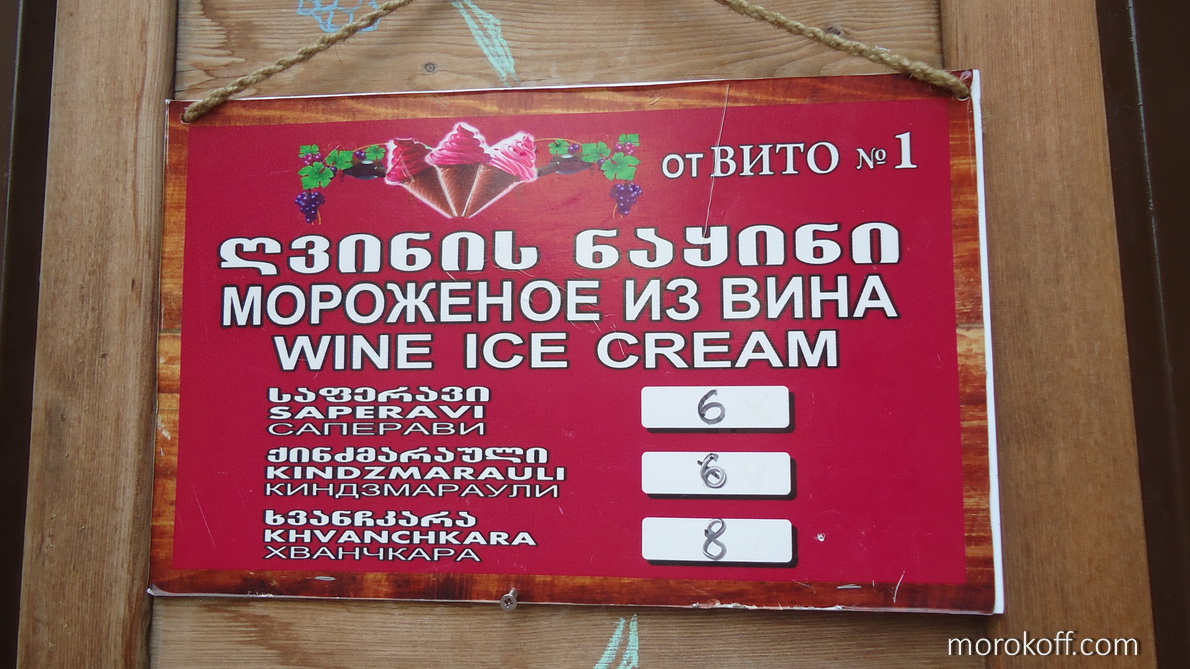 от ВИТО №1
ღვინის ნაყინი
МОРОЖЕНОЕ ИЗ ВИНА
WINE ICE CREAM
საფერავი
SAPERAVI 6
САПЕРАВИ
ქინძმარაული
KINDZMARAULI 6
КИНДЗМАРАУЛИ
ხვანჩკარა
KHVANCHKARA 8
ХВАНЧКАРА
morokoff.com